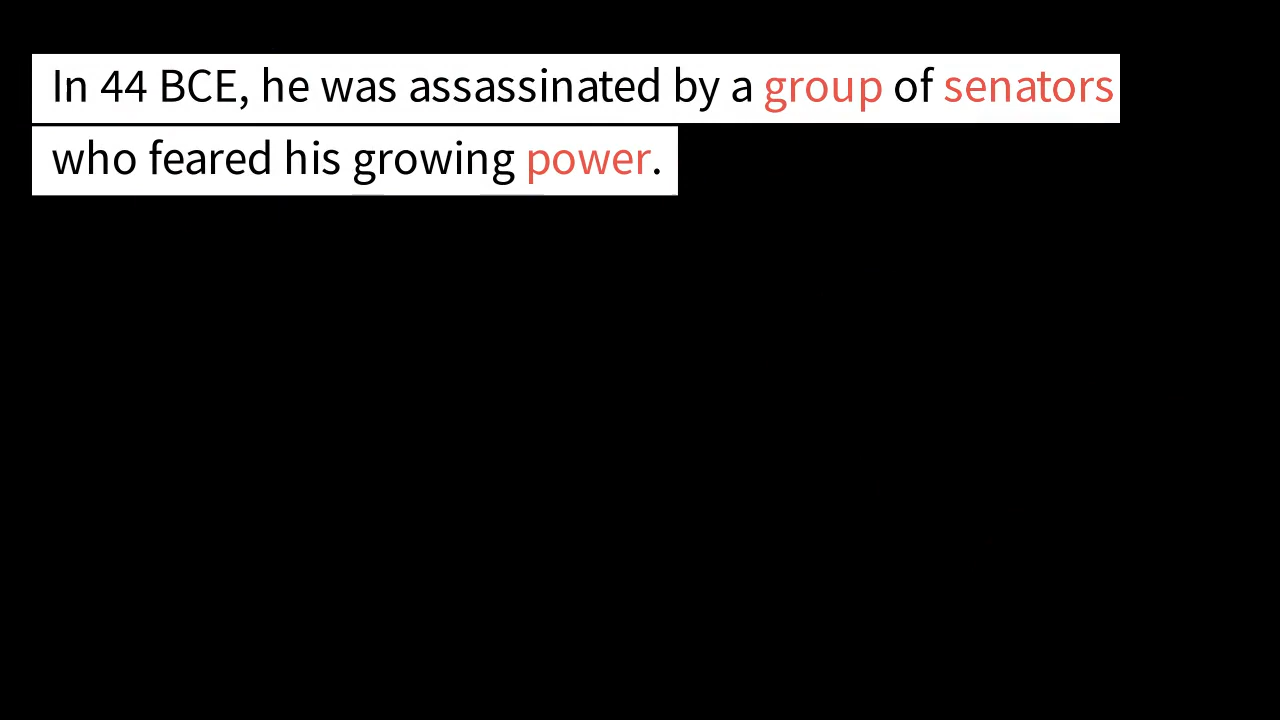 In 44 BCE, he was assassinated by a group of senators
who feared his growing power.